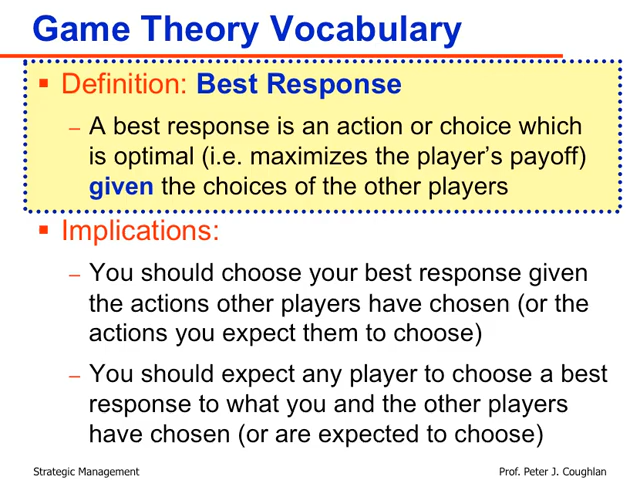 Game Theory Vocabulary
▪ Definition: Best Response
– A best response is an action or choice which
is optimal (i.e. maximizes the player's payoff)
given the choices of the other players
▪ Implications:
– You should choose your best response given
the actions other players have chosen (or the
actions you expect them to choose)
– You should expect any player to choose a best
response to what you and the other players
have chosen (or are expected to choose)
Strategic Management
Prof. Peter J. Coughlan